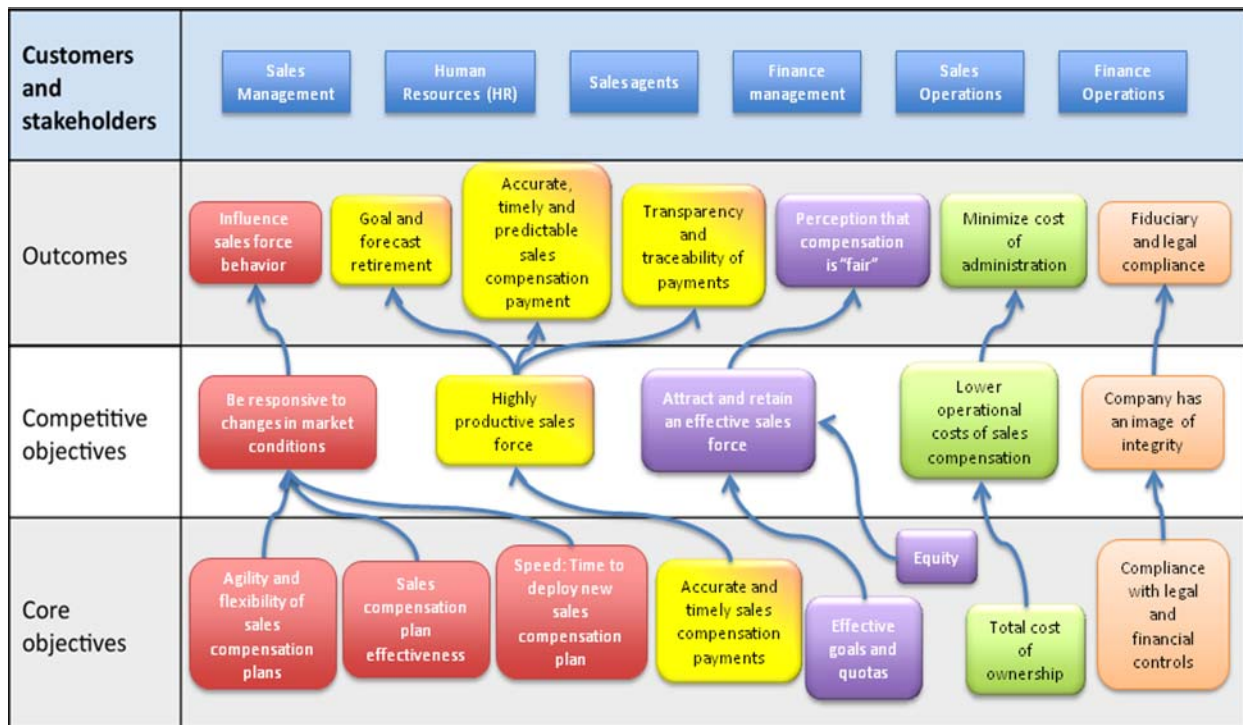 Customers
and
stakeholders
Sales
Management
Human
Resources (HR)
Sales agents
Finance
management
Sales
Operations
Finance
Operations
Outcomes
Influence
sales force
behavior
Goal and
forecast
retirement
Accurate,
timely and
predictable
sales
compensation
payment
Transparency
and
traceability of
payments
Perception that
compensation
is “fair”
Minimize cost
of
administration
Fiduciary
and legal
compliance
Competitive
objectives
Be responsive to
changes in market
conditions
Highly
productive sales
force
Attract and retain
an effective sales
force
Lower
operational
costs of sales
compensation
Company has
an image of
integrity
Core
objectives
Agility and
flexibility of
sales
compensation
plans
Sales
compensation
plan
effectiveness
Speed: Time to
deploy new
sales
compensation
plan
Accurate and
timely sales
compensation
payments
Effective
goals and
quotas
Equity
Total cost
of
ownership
Compliance
with legal
and
financial
controls